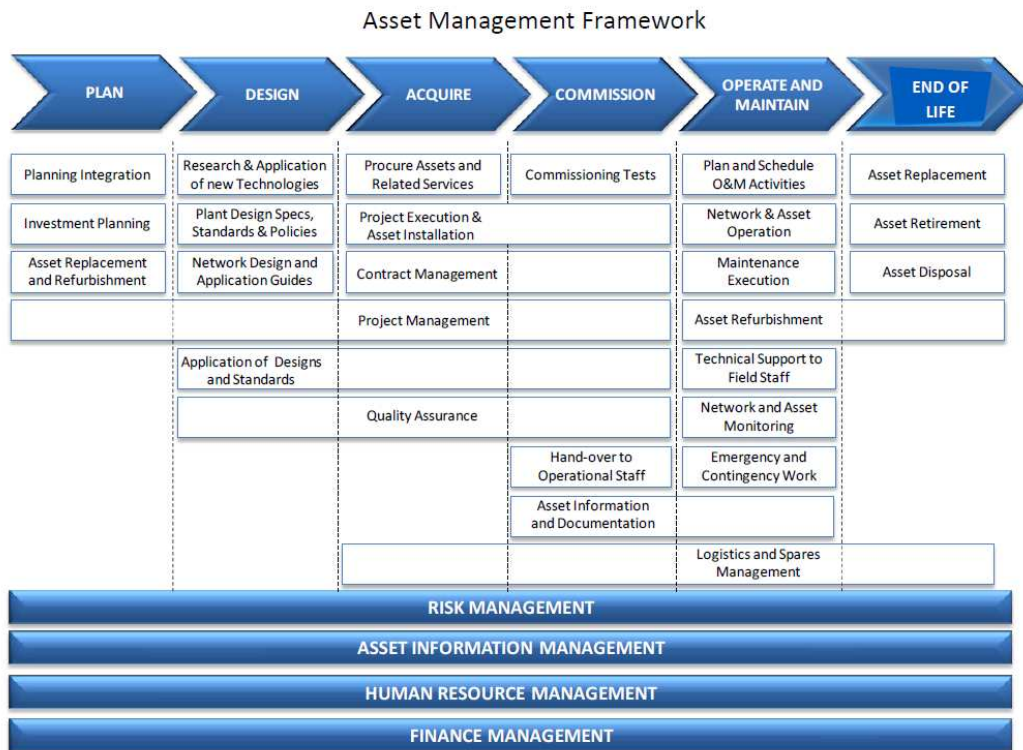 Asset Management Framework
PLAN
DESIGN
ACQUIRE
COMMISSION
OPERATE AND
MAINTAIN
END OF
LIFE
Planning Integration
Research & Application
of new Technologies
Procure Assets and
Related Services
Commissioning Tests
Plan and Schedule
O&M Activities
Asset Replacement
Investment Planning
Plant Design Specs,
Standards & Policies
Project Execution &
Asset Installation
Network & Asset
Operation
Asset Retirement
Asset Replacement
and Refurbishment
Network Design and
Application Guides
Contract Management
Maintenance
Execution
Asset Disposal
Project Management
Asset Refurbishment
Application of Designs
and Standards
Technical Support to
Field Staff
Quality Assurance
Network and Asset
Monitoring
Hand-over to
Operational Staff
Emergency and
Contingency Work
Asset Information
and Documentation
Logistics and Spares
Management
RISK MANAGEMENT
ASSET INFORMATION MANAGEMENT
HUMAN RESOURCE MANAGEMENT
FINANCE MANAGEMENT